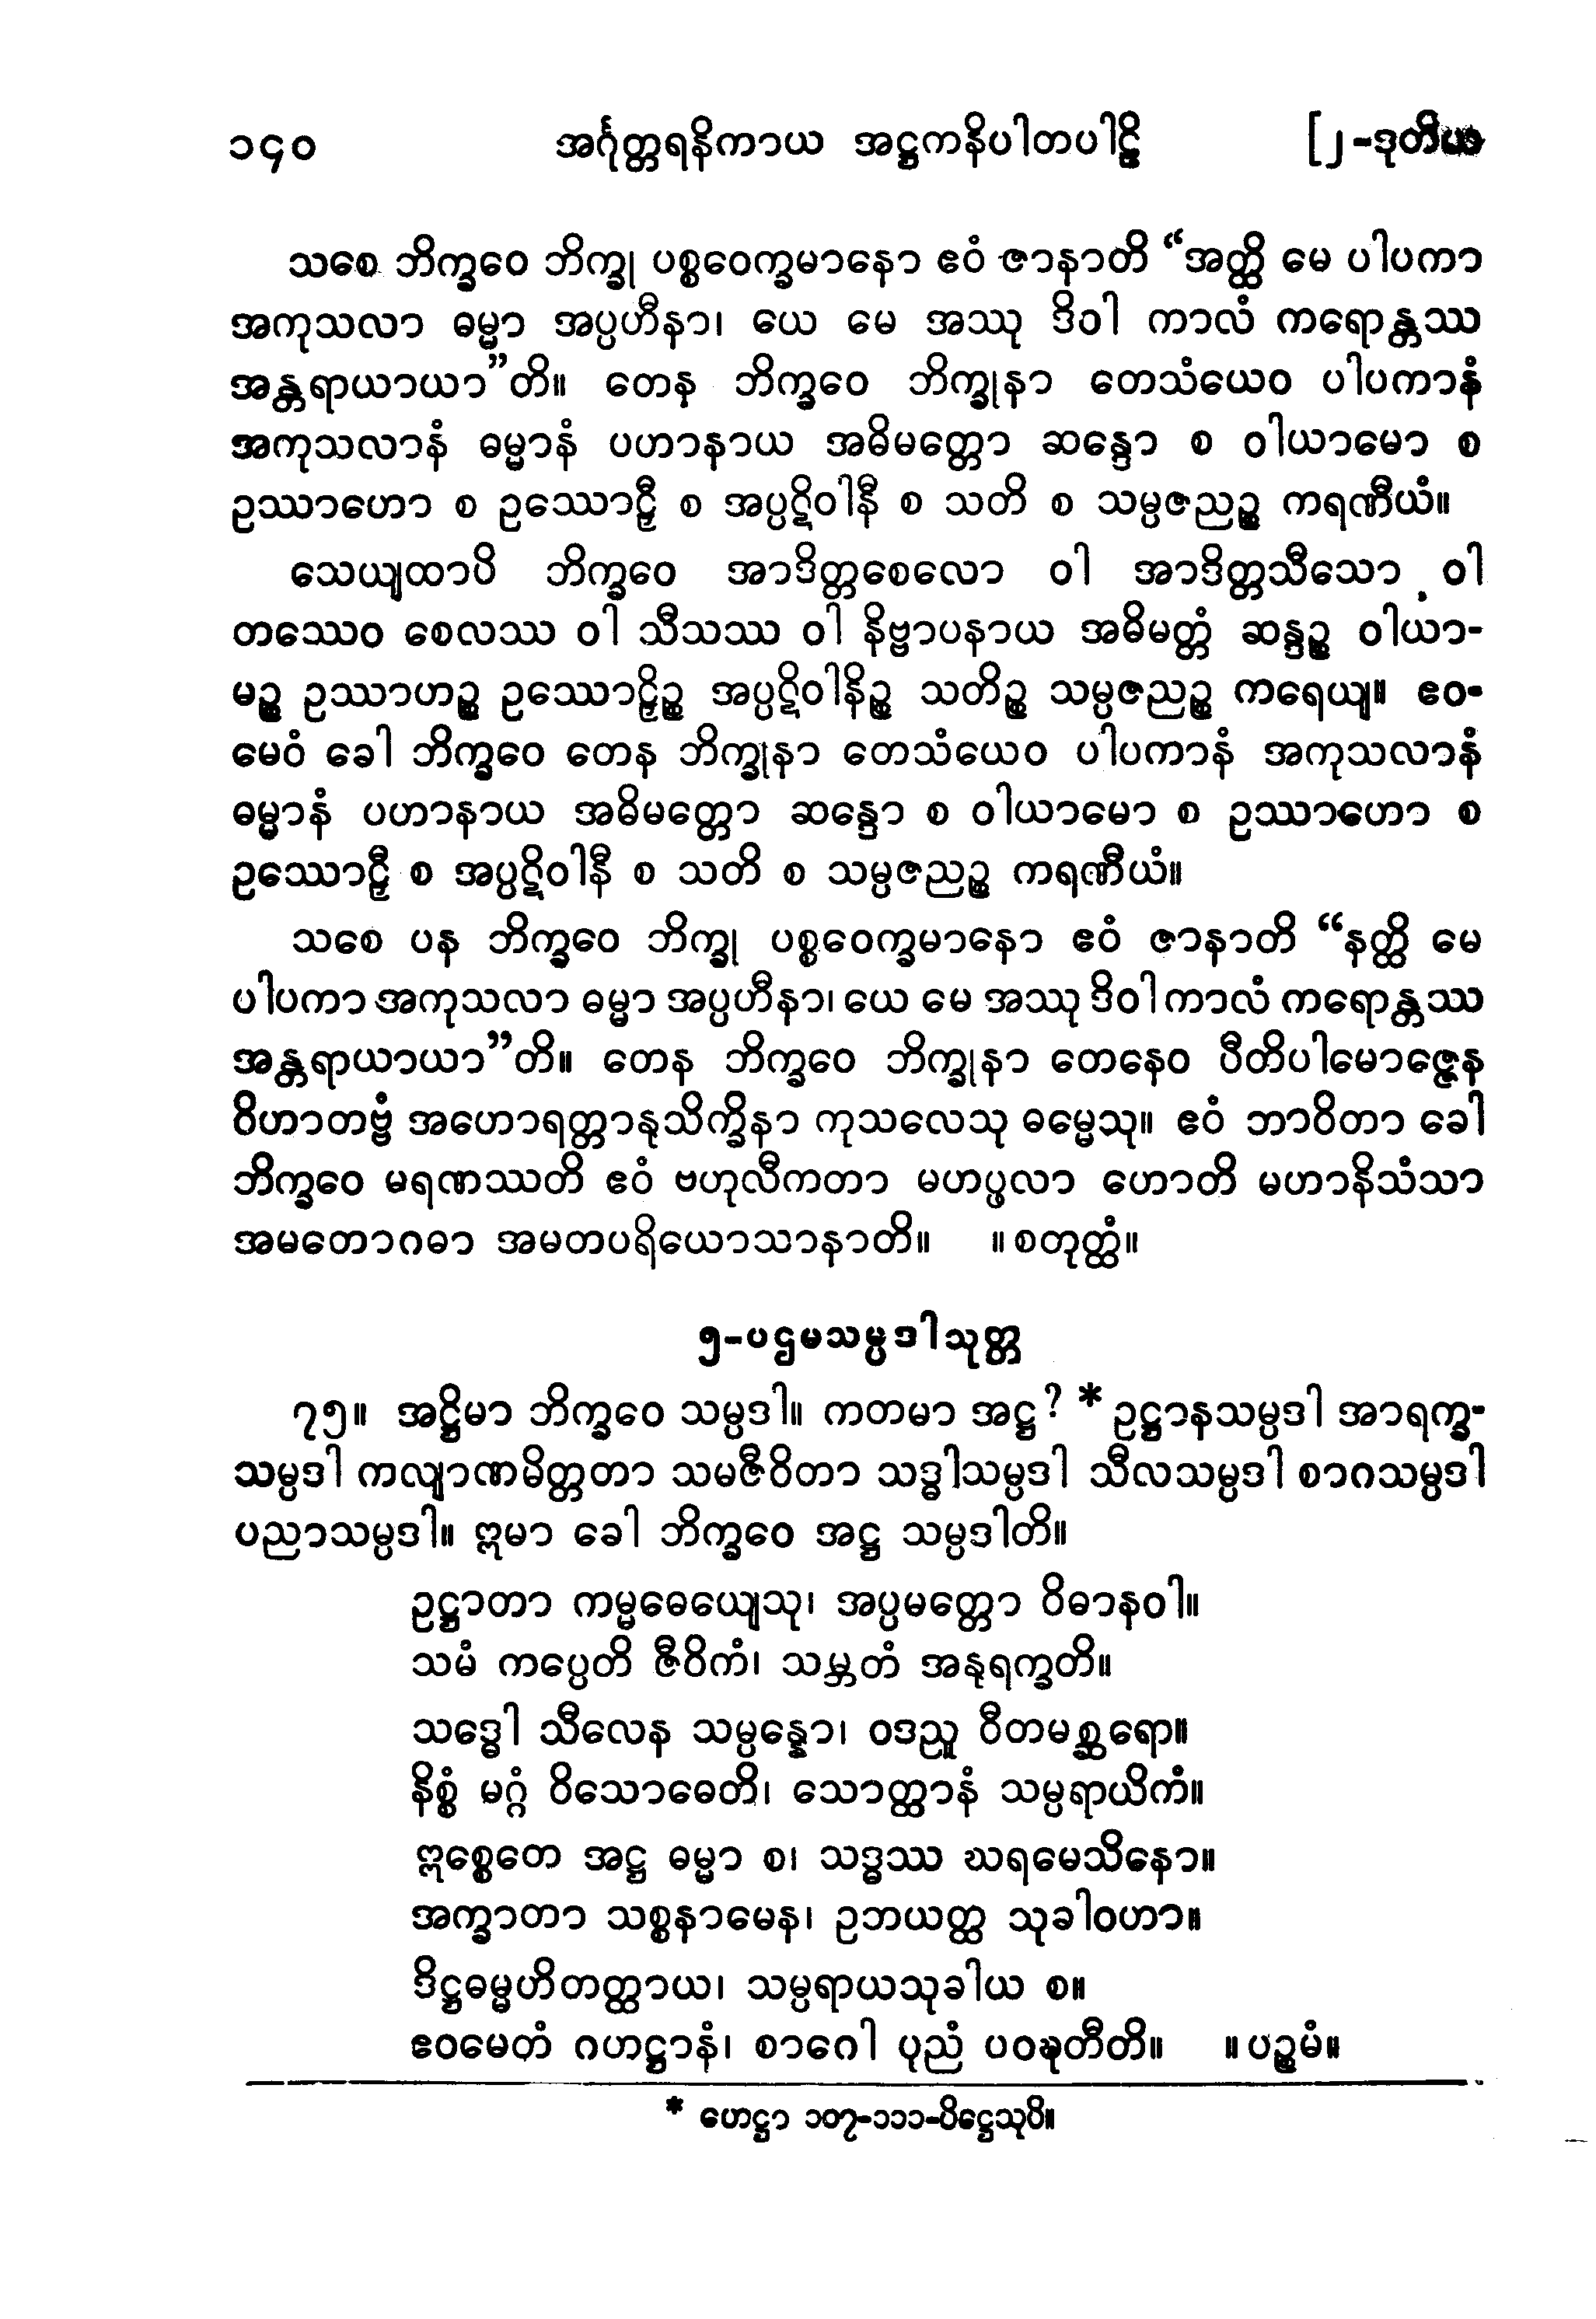 ၁၄၀ အင်္ဂုတ္တရနိကာယ အဋ္ဌကနိပါတပါဠိ [၂-ဒုတိယ
သစေ ဘိက္ခဝေ ဘိက္ခု ပစ္စဝေက္ခမာနော ဧဝံ ဇာနာတိ “အတ္ထိ မေ ပါပကာ
အကုသလာ ဓမ္မာ အပ္ပဟီနာ၊ ယေ မေ အဿု ဒိဝါ ကာလံ ကရောန္တဿ
အန္တရာယာယာ”တိ။ တေန ဘိက္ခဝေ ဘိက္ခုနာ တေသံယေဝ ပါပကာနံ
အကုသလာနံ ဓမ္မာနံ ပဟာနာယ အဓိမတ္တော ဆန္ဒော စ ဝါယာမော စ
ဥဿာဟော စ ဥဿောဠှီ စ အပ္ပဋိဝါနီ စ သတိ စ သမ္ပဇညဉ္စ ကရဏီယံ။
သေယျထာပိ ဘိက္ခဝေ အာဒိတ္တစေလော ဝါ အာဒိတ္တသီသော ဝါ
တဿေဝ စေလဿ ဝါ သီသဿ ဝါ နိဗ္ဗာပနာယ အဓိမတ္တံ ဆန္ဒဉ္စ ဝါယာ-
မဉ္စ ဥဿာဟဉ္စ ဥဿောဠှိဉ္စ အပ္ပဋိဝါနိဉ္စ သတိဉ္စ သမ္ပဇညဉ္စ ကရေယျ။ ဧဝ-
မေဝံ ခေါ ဘိက္ခဝေ တေန ဘိက္ခုနာ တေသံယေဝ ပါပကာနံ အကုသလာနံ
ဓမ္မာနံ ပဟာနာယ အဓိမတ္တော ဆန္ဒော စ ဝါယာမော စ ဥဿာဟော စ
ဥဿောဠှီ စ အပ္ပဋိဝါနီ စ သတိ စ သမ္ပဇညဉ္စ ကရဏီယံ။
သစေ ပန ဘိက္ခဝေ ဘိက္ခု ပစ္စဝေက္ခမာနော ဧဝံ ဇာနာတိ “နတ္ထိ မေ
ပါပကာ အကုသလာ ဓမ္မာ အပ္ပဟီနာ၊ ယေ မေ အဿု ဒိဝါ ကာလံ ကရောန္တဿ
အန္တရာယာယာ”တိ။ တေန ဘိက္ခဝေ ဘိက္ခုနာ တေနေဝ ပီတိပါမောဇ္ဇေန
ဝိဟာတဗ္ဗံ အဟောရတ္တာနုသိက္ခိနာ ကုသလေသု ဓမ္မေသု။ ဧဝံ ဘာဝိတာ ခေါ
ဘိက္ခဝေ မရဏဿတိ ဧဝံ ဗဟုလီကတာ မဟပ္ဖလာ ဟောတိ မဟာနိသံသာ
အမတောဂဓာ အမတပရိယောသာနာတိ။ ။ စတုတ္ထံ။
၅-ပဌမသမ္ပဒါသုတ္တ
၇၅။ အဋ္ဌိမာ ဘိက္ခဝေ သမ္ပဒါ။ ကတမာ အဋ္ဌ? * ဥဋ္ဌာနသမ္ပဒါ အာရက္ခ-
သမ္ပဒါ ကလျာဏမိတ္တတာ သမဇီဝိတာ သဒ္ဓါသမ္ပဒါ သီလသမ္ပဒါ စာဂသမ္ပဒါ
ပညာသမ္ပဒါ။ ဣမာ ခေါ ဘိက္ခဝေ အဋ္ဌ သမ္ပဒါတိ။
ဥဋ္ဌာတာ ကမ္မဓေယျေသု၊ အပ္ပမတ္တော ဝိဓာနဝါ။
သမံ ကပ္ပေတိ ဇီဝိကံ၊ သမ္ဘတံ အနုရက္ခတိ။
သဒ္ဓေါ သီလေန သမ္ပန္နော၊ ဝဒညူ ဝီတမစ္ဆရော။
နိစ္စံ မဂ္ဂံ ဝိသောဓေတိ၊ သောတ္ထာနံ သမ္ပရာယိကံ။
ဣစ္စေတေ အဋ္ဌ ဓမ္မာ စ၊ သဒ္ဓဿ ဃရမေသိနော။
အက္ခာတာ သစ္စနာမေန၊ ဥဘယတ္ထ သုခါဝဟာ။
ဒိဋ္ဌဓမ္မဟိတတ္ထာယ၊ သမ္ပရာယသုခါယ စ။
ဧဝမေတံ ဂဟဋ္ဌာနံ၊ စာဂေါ ပုညံ ပဝဍ္ဎတီတိ။ ။ ပဉ္စမံ။
* ဟေဋ္ဌာ ၁၀၇-၁၁၁-ပိဋ္ဌေသုပိ။